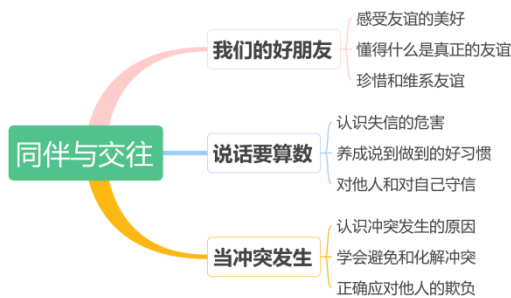 同伴与交往
我们的好朋友
感受友谊的美好
懂得什么是真正的友谊
珍惜和维系友谊
说话要算数
认识失信的危害
养成说到做到的好习惯
对他人和对自己守信
当冲突发生
认识冲突发生的原因
学会避免和化解冲突
正确应对他人的欺负